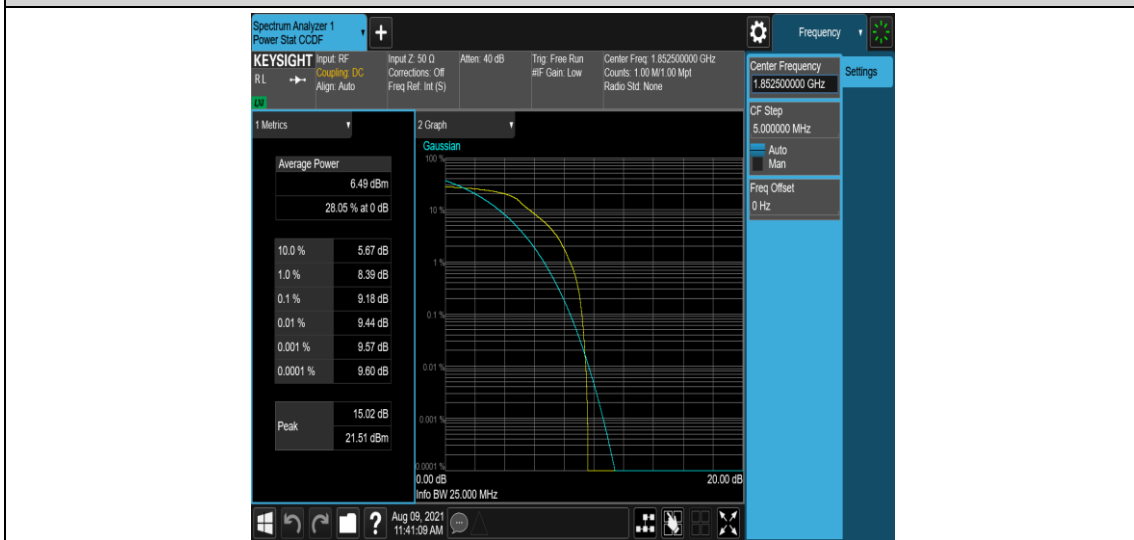 Spectrum Analyzer 1
Power Stat CCDF
+
Frequency
KEYSIGHT
RL
Input: RF
Coupling: DC
Align: Auto
Input Z: 50 Ω
Corrections: Off
Freq Ref: Int (S)
Atten: 40 dB
Trig: Free Run
#IF Gain: Low
Center Freq: 1.852500000 GHz
Counts: 1.00 M/1.00 Mpt
Radio Std: None
Center Frequency
1.852500000 GHz
Settings
CF Step
5.000000 MHz
Auto
Man
Freq Offset
0 Hz
1 Metrics
Average Power
6.49 dBm
28.05 % at 0 dB
10.0 % 5.67 dB
1.0 % 8.39 dB
0.1 % 9.18 dB
0.01 % 9.44 dB
0.001 % 9.57 dB
0.0001 % 9.60 dB
Peak
15.02 dB
21.51 dBm
2 Graph
Gaussian
100 %
10 %
1 %
0.1 %
0.01 %
0.001 %
0.0001 %
0.00 dB 20.00 dB
Info BW 25.000 MHz
?
Aug 09, 2021
11:41:09 AM